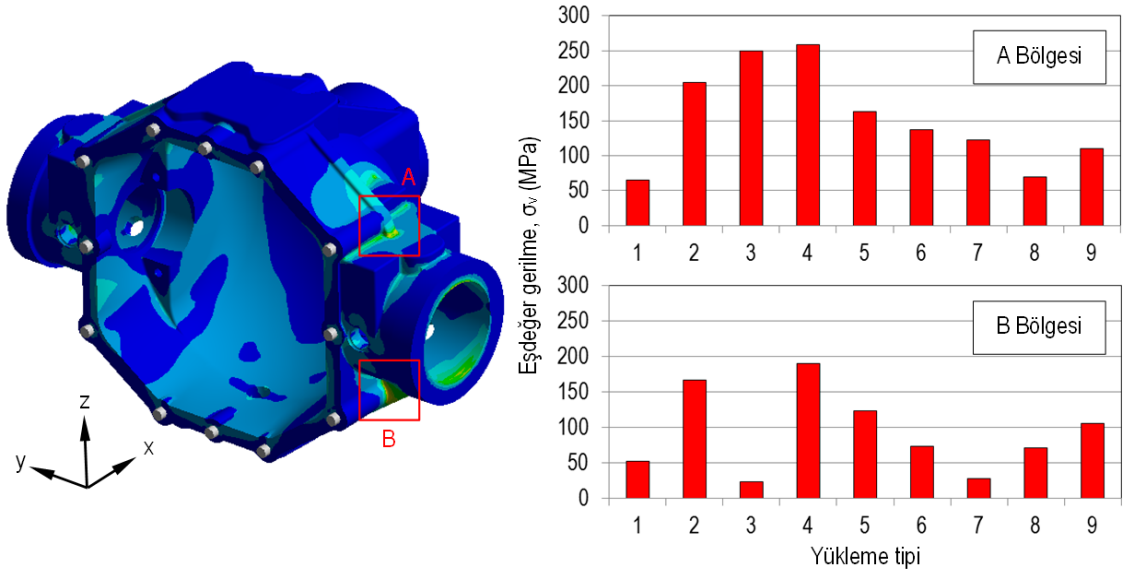 A
B
z
x
y
Eşdeğer gerilme, σv (MPa)
300
250
200
150
100
50
0
A Bölgesi
1 2 3 4 5 6 7 8 9
300
250
200
150
100
50
0
B Bölgesi
1 2 3 4 5 6 7 8 9
Yükleme tipi